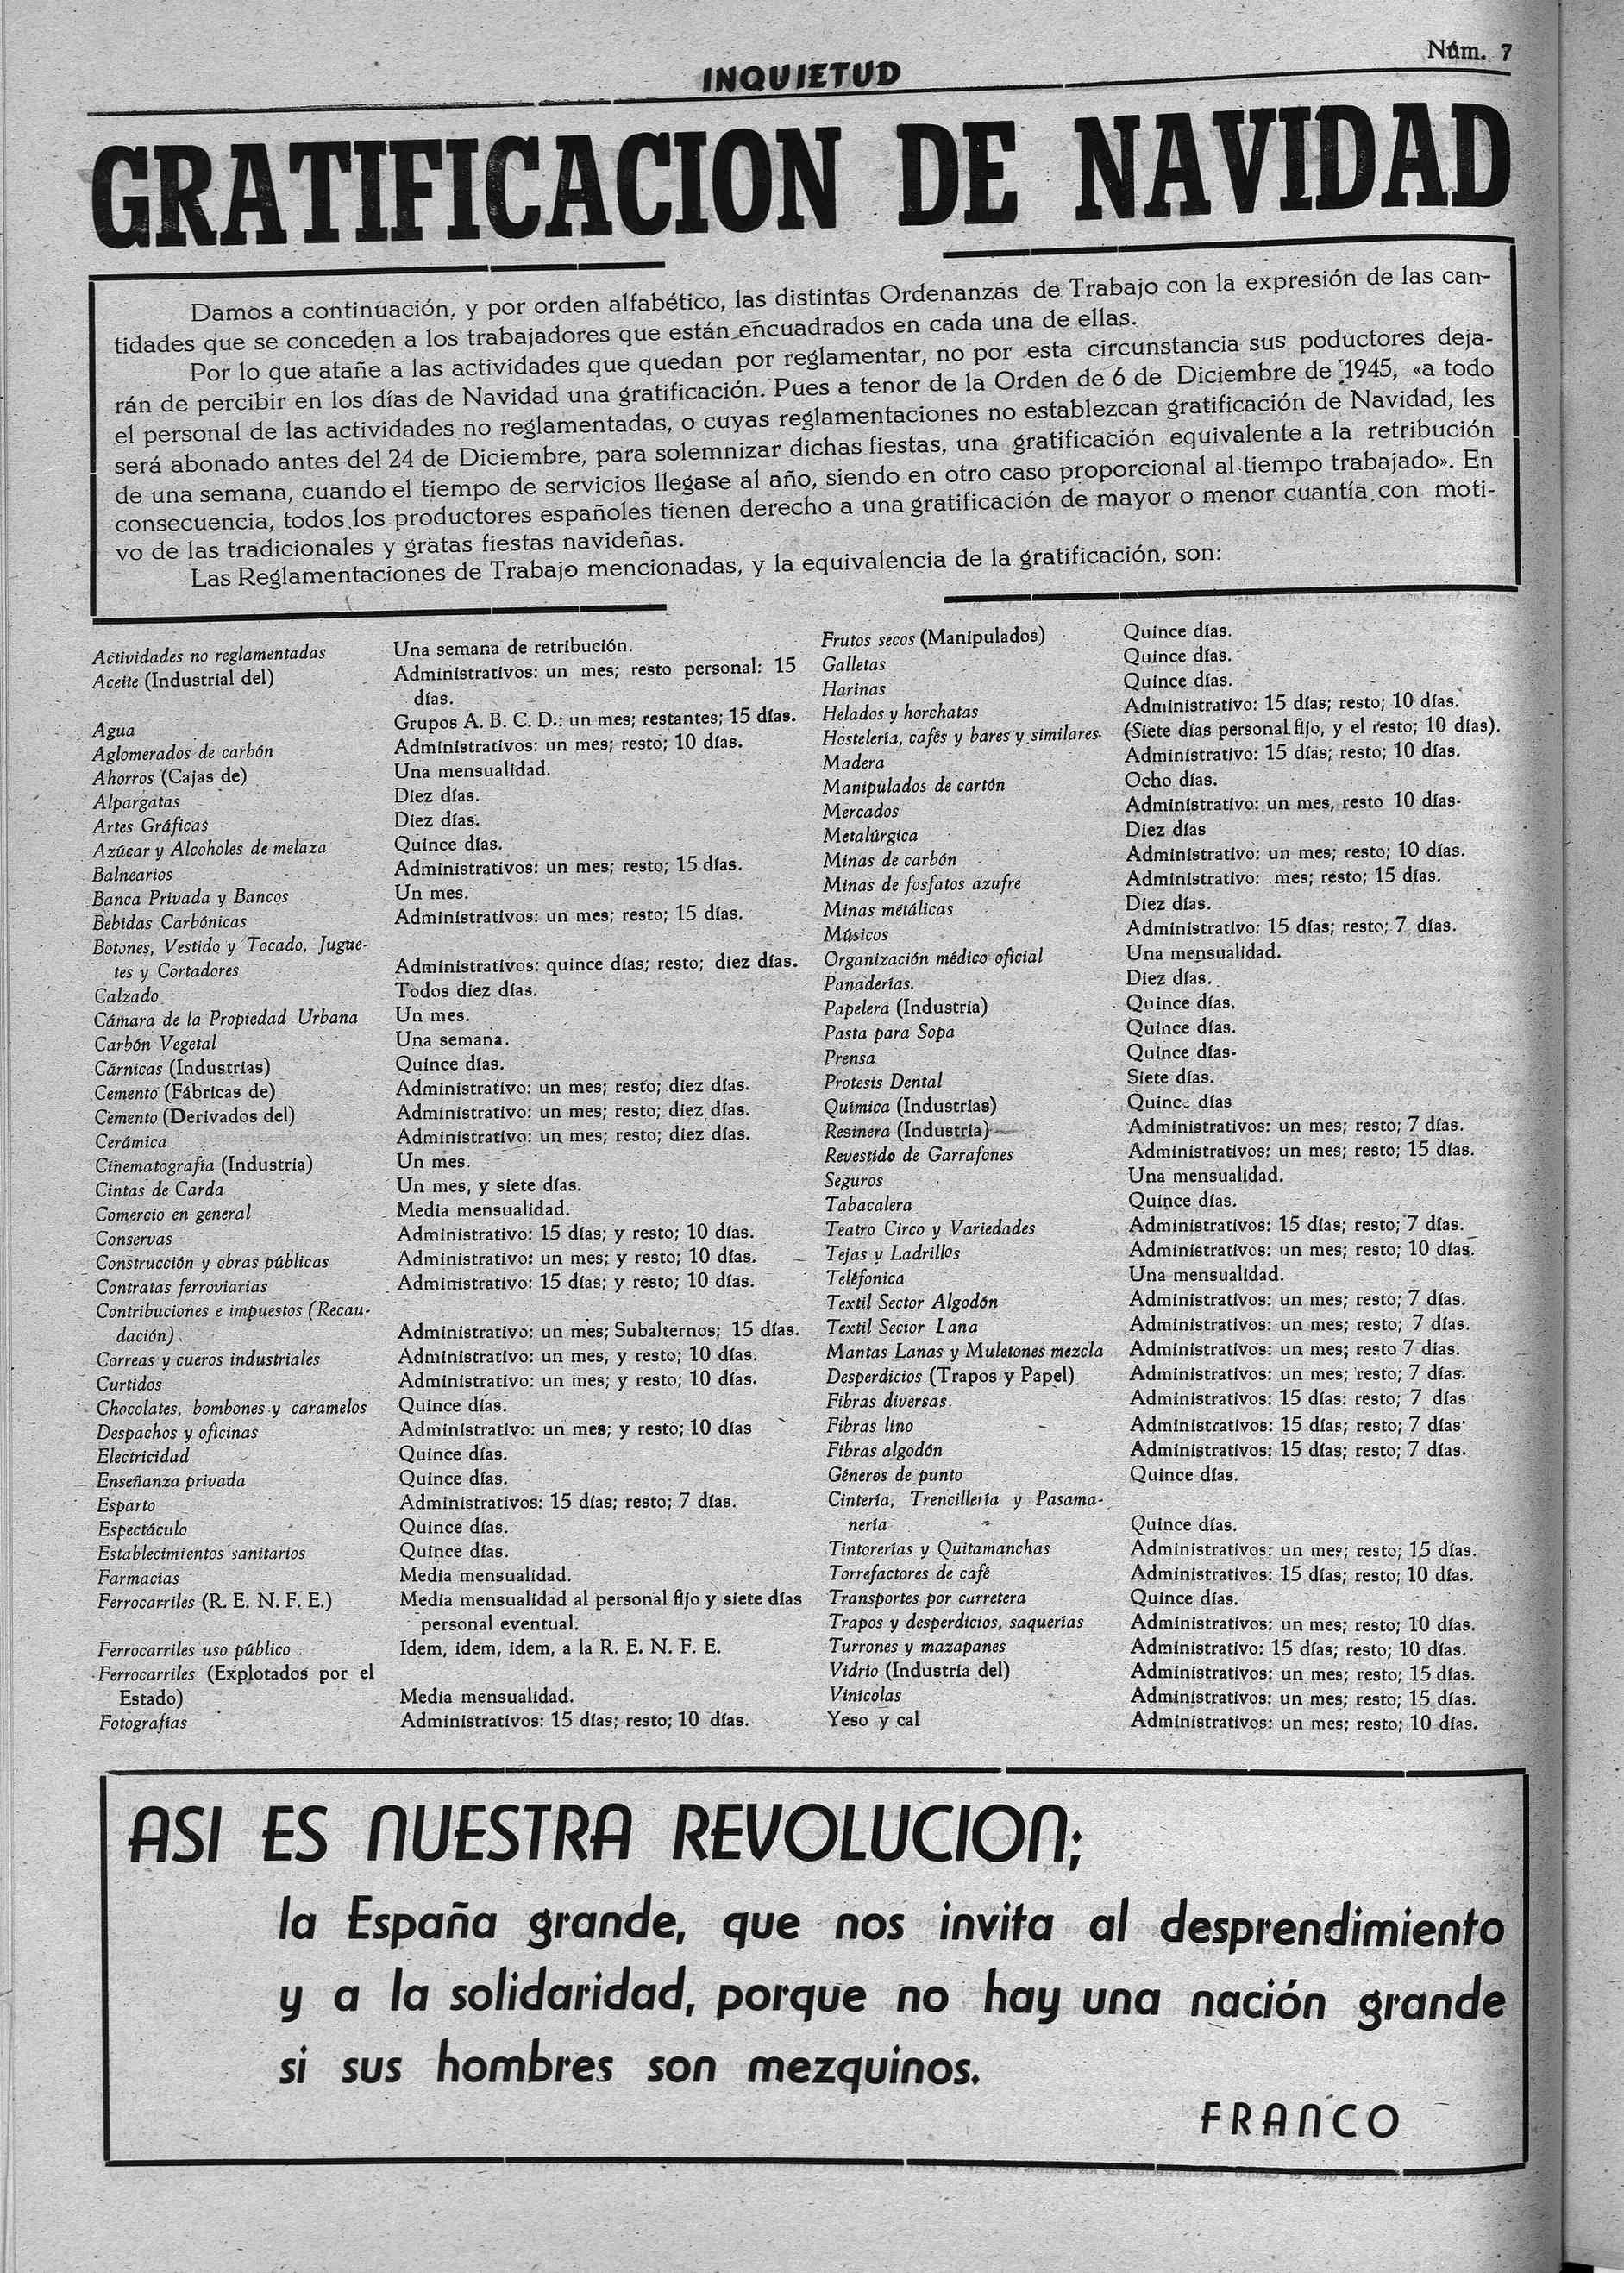 Núm. 7
INQUIETUD
GRATIFICACION DE NAVIDAD
Damos a continuación, y por orden alfabético, las distintas Ordenanzas de Trabajo con la expresión de las can-
tidades que se conceden a los trabajadores que están encuadrados en cada una de ellas.
Por lo que atañe a las actividades que quedan por reglamentar, no por esta circunstancia sus poductores deja-
rán de percibir en los días de Navidad una gratificación. Pues a tenor de la Orden de 6 de Diciembre de 1945, «a todo
el personal de las actividades no reglamentadas, o cuyas reglamentaciones no establezcan gratificación de Navidad, les
será abonado antes del 24 de Diciembre, para solemnizar dichas fiestas, una gratificación equivalente a la retribución
de una semana, cuando el tiempo de servicios llegase al año, siendo en otro caso proporcional al tiempo trabajado». En
consecuencia, todos los productores españoles tienen derecho a una gratificación de mayor o menor cuantía con moti-
vo de las tradicionales y gratas fiestas navideñas.
Las Reglamentaciones de Trabajo mencionadas, y la equivalencia de la gratificación, son:
Actividades no reglamentadas Una semana de retribución.
Aceite (Industrial del) Administrativos: un mes; resto personal: 15
días.
Agua Grupos A. B. C. D.: un mes; restantes; 15 días.
Aglomerados de carbón Administrativos: un mes; resto; 10 días.
Ahorros (Cajas de) Una mensualidad.
Alpargatas Diez días.
Artes Gráficas Diez días.
Azúcar y Alcoholes de melaza Quince días.
Balnearios Administrativos: un mes; resto; 15 días.
Banca Privada y Bancos Un mes.
Bebidas Carbónicas Administrativos: un mes; resto; 15 días.
Botones, Vestido y Tocado, Jugue-
tes y Cortadores Administrativos: quince días; resto; diez días.
Calzado Todos diez días.
Cámara de la Propiedad Urbana Un mes.
Carbón Vegetal Una semana.
Cárnicas (Industrias) Quince días.
Cemento (Fábricas de) Administrativo: un mes; resto; diez días.
Cemento (Derivados del) Administrativo: un mes; resto; diez días.
Cerámica Administrativo: un mes; resto; diez días.
Cinematografía (Industria) Un mes.
Cintas de Carda Un mes, y siete días.
Comercio en general Media mensualidad.
Conservas Administrativo: 15 días; y resto; 10 días.
Construcción y obras públicas Administrativo: un mes; y resto; 10 días.
Contratas ferroviarias Administrativo: 15 días; y resto; 10 días.
Contribuciones e impuestos (Recau-
dación) Administrativo: un mes; Subalternos; 15 días.
Correas y cueros industriales Administrativo: un mes, y resto; 10 días.
Curtidos Administrativo: un mes; y resto; 10 días.
Chocolates, bombones y caramelos Quince días.
Despachos y oficinas Administrativo: un mes; y resto; 10 días
Electricidad Quince días.
Enseñanza privada Quince días.
Esparto Administrativos: 15 días; resto; 7 días.
Espectáculo Quince días.
Establecimientos sanitarios Quince días.
Farmacias Media mensualidad.
Ferrocarriles (R. E. N. F. E.) Media mensualidad al personal fijo y siete días
personal eventual.
Ferrocarriles uso público Idem, idem, idem, a la R. E. N. F. E.
Ferrocarriles (Explotados por el
Estado) Media mensualidad.
Fotografías Administrativos: 15 días; resto; 10 días.
Frutos secos (Manipulados) Quince días.
Galletas Quince días.
Harinas Quince días.
Helados y horchatas Administrativo: 15 días; resto; 10 días.
Hostelería, cafés y bares y similares. (Siete días personal fijo, y el resto; 10 días).
Madera Administrativo: 15 días; resto; 10 días.
Manipulados de cartón Ocho días.
Mercados Administrativo: un mes, resto 10 días.
Metalúrgica Diez días
Minas de carbón Administrativo: un mes; resto; 10 días.
Minas de fosfatos azufre Administrativo: mes; resto; 15 días.
Minas metálicas Diez días.
Músicos Administrativo: 15 días; resto; 7 días.
Organización médico oficial Una mensualidad.
Panaderías. Diez días.
Papelera (Industria) Quince días.
Pasta para Sopa Quince días.
Prensa Quince días.
Protesis Dental Siete días.
Química (Industrias) Quince días
Resinera (Industria) Administrativos: un mes; resto; 7 días.
Revestido de Garrafones Administrativos: un mes; resto; 15 días.
Seguros Una mensualidad.
Tabacalera Quince días.
Teatro Circo y Variedades Administrativos: 15 días; resto; 7 días.
Tejas y Ladrillos Administrativos: un mes; resto; 10 días.
Teléfonica Una mensualidad.
Textil Sector Algodón Administrativos: un mes; resto; 7 días.
Textil Sector Lana Administrativos: un mes; resto; 7 días.
Mantas Lanas y Muletones mezcla Administrativos: un mes; resto 7 días.
Desperdicios (Trapos y Papel) Administrativos: un mes; resto; 7 días.
Fibras diversas. Administrativos: 15 días: resto; 7 días
Fibras lino Administrativos: 15 días; resto; 7 días
Fibras algodón Administrativos: 15 días; resto; 7 días.
Géneros de punto Quince días.
Cintería, Trencillería y Pasama-
nería Quince días.
Tintorerías y Quitamanchas Administrativos: un mes; resto; 15 días.
Torrefactores de café Administrativos: 15 días; resto; 10 días.
Transportes por carretera Quince días.
Trapos y desperdicios, saquerías Administrativos: un mes; resto; 10 días.
Turrones y mazapanes Administrativo: 15 días; resto; 10 días.
Vidrio (Industria del) Administrativos: un mes; resto; 15 días.
Vinícolas Administrativos: un mes; resto; 15 días.
Yeso y cal Administrativos: un mes; resto; 10 días.
ASI ES NUESTRA REVOLUCION;
la España grande, que nos invita al desprendimiento
y a la solidaridad, porque no hay una nación grande
si sus hombres son mezquinos.
FRANCO